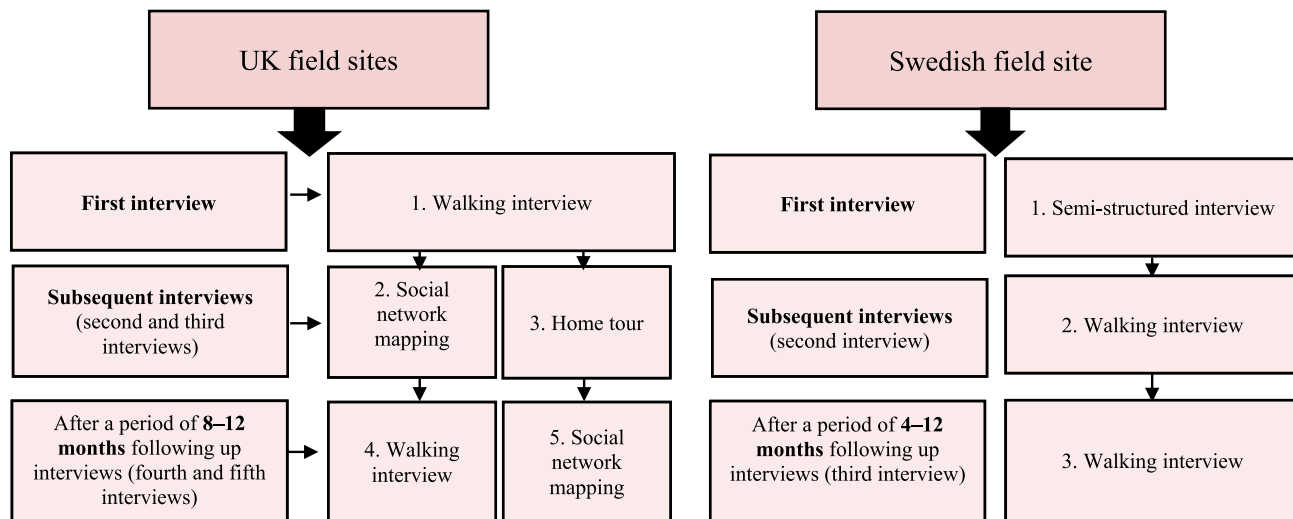 UK field sites
First interview
1. Walking interview
Subsequent interviews
(second and third
interviews)
2. Social
network
mapping
3. Home tour
After a period of 8–12
months following up
interviews (fourth and fifth
interviews)
4. Walking
interview
5. Social
network
mapping
Swedish field site
First interview
1. Semi-structured interview
Subsequent interviews
(second interview)
2. Walking interview
After a period of 4–12
months following up
interviews (third interview)
3. Walking interview